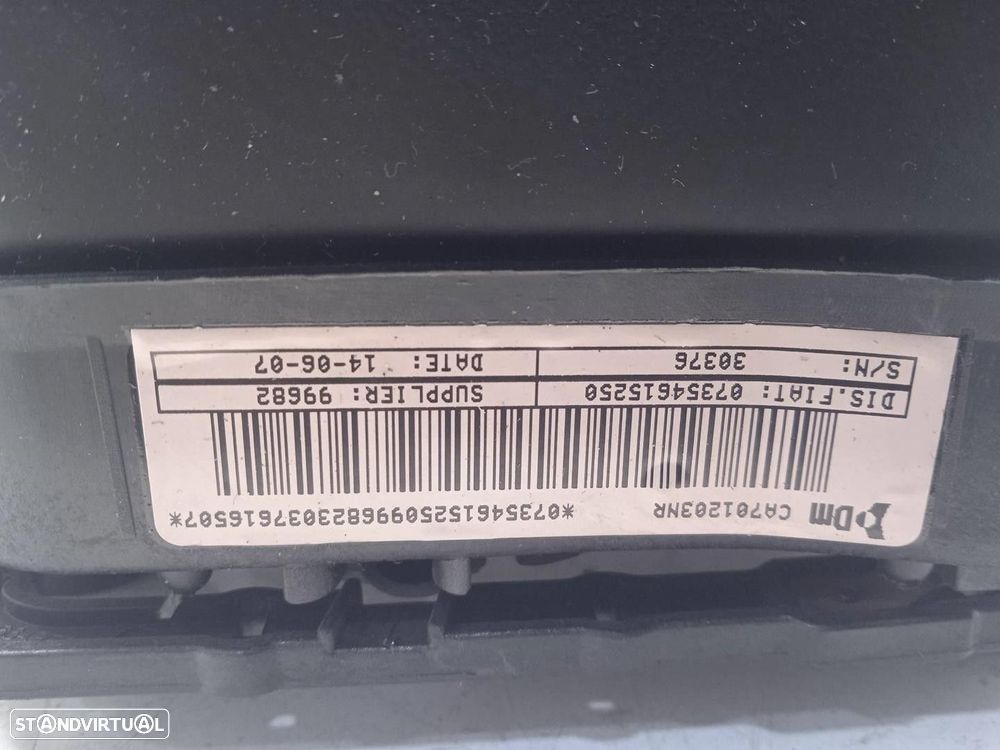 Dm CA701203NR *07354615250996823037616507*
DIS.FIAT: 07354615250 SUPPLIER: 99682
S/N: 30376 DATE: 14-06-07
STANDVIRTUAL